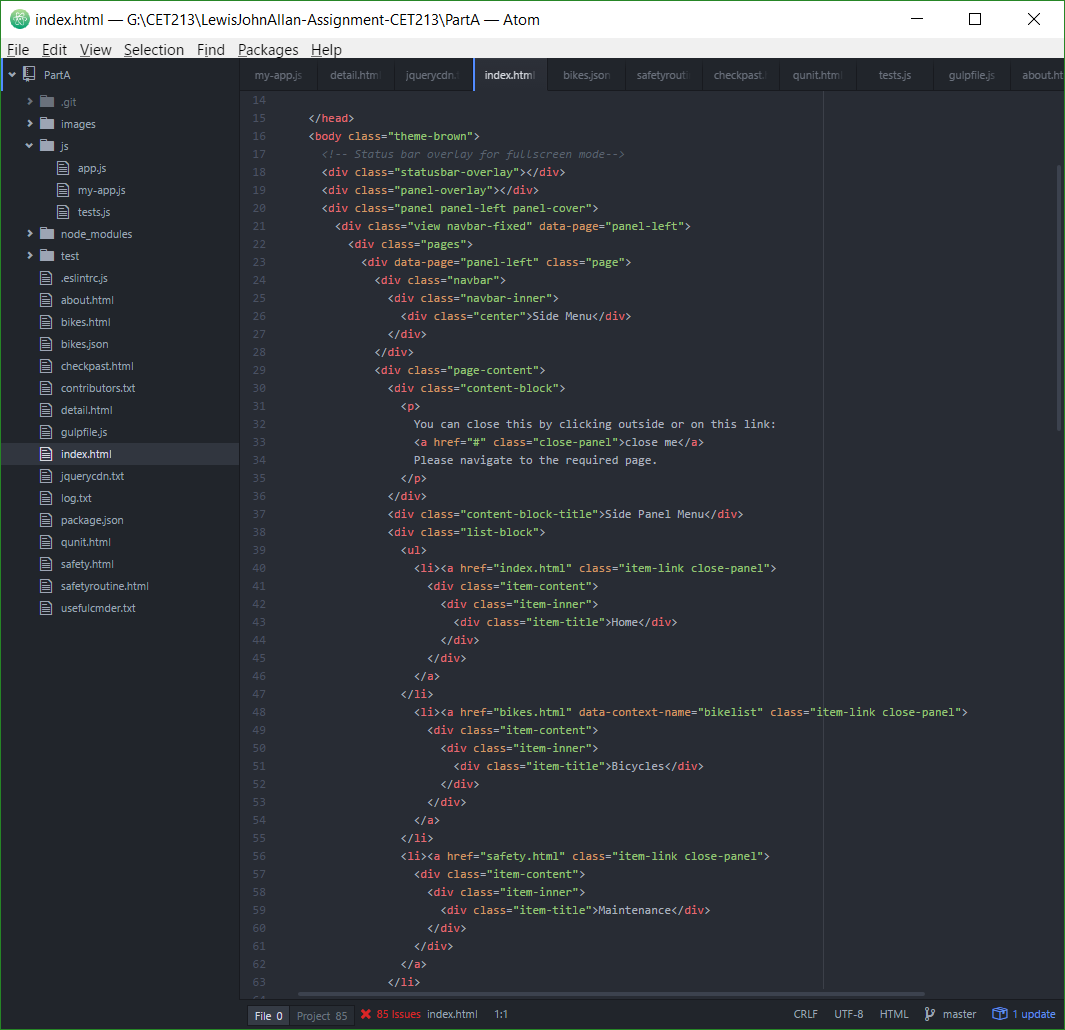 index.html — G:\CET213\LewisJohnAllan-Assignment-CET213\PartA — Atom
File Edit View Selection Find Packages Help
PartA
.git
images
js
app.js
my-app.js
tests.js
node_modules
test
.eslintrc.js
about.html
bikes.html
bikes.json
checkpast.html
contributors.txt
detail.html
gulpfile.js
index.html
jquerycdn.txt
log.txt
package.json
qunit.html
safety.html
safetyroutine.html
usefulcmder.txt
my-app.js detail.html jquerycdn. index.html bikes.json safetyrouti checkpast. qunit.html tests.js gulpfile.js about.ht
14
15 </head>
16 <body class="theme-brown">
17 <!-- Status bar overlay for fullscreen mode-->
18 <div class="statusbar-overlay"></div>
19 <div class="panel-overlay"></div>
20 <div class="panel panel-left panel-cover">
21 <div class="view navbar-fixed" data-page="panel-left">
22 <div class="pages">
23 <div data-page="panel-left" class="page">
24 <div class="navbar">
25 <div class="navbar-inner">
26 <div class="center">Side Menu</div>
27 </div>
28 </div>
29 <div class="page-content">
30 <div class="content-block">
31 <p>
32 You can close this by clicking outside or on this link:
33 <a href="#" class="close-panel">close me</a>
34 Please navigate to the required page.
35 </p>
36 </div>
37 <div class="content-block-title">Side Panel Menu</div>
38 <div class="list-block">
39 <ul>
40 <li><a href="index.html" class="item-link close-panel">
41 <div class="item-content">
42 <div class="item-inner">
43 <div class="item-title">Home</div>
44 </div>
45 </div>
46 </a>
47 </li>
48 <li><a href="bikes.html" data-context-name="bikelist" class="item-link close-panel">
49 <div class="item-content">
50 <div class="item-inner">
51 <div class="item-title">Bicycles</div>
52 </div>
53 </div>
54 </a>
55 </li>
56 <li><a href="safety.html" class="item-link close-panel">
57 <div class="item-content">
58 <div class="item-inner">
59 <div class="item-title">Maintenance</div>
60 </div>
61 </div>
62 </a>
63 </li>
File 0 Project 85 85 Issues index.html 1:1 CRLF UTF-8 HTML master 1 update